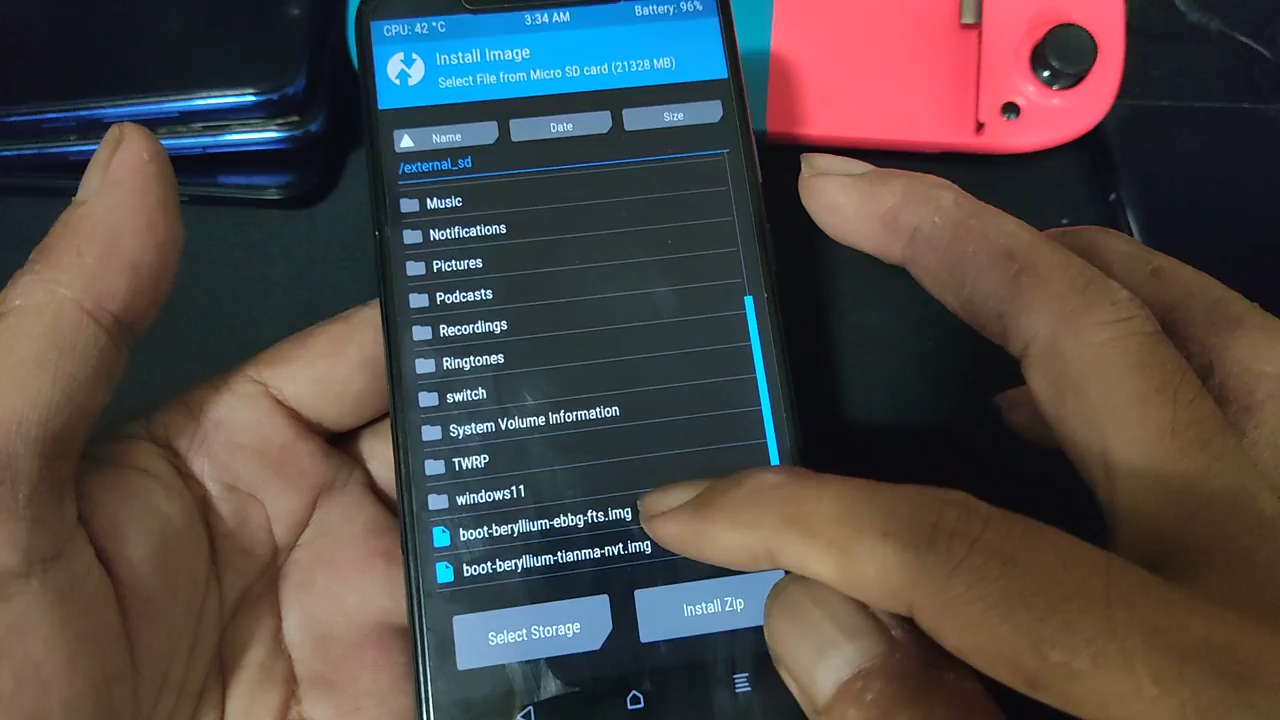 CPU: 42 °C 3:34 AM Battery: 96%
Install Image
Select File from Micro SD card (21328 MB)
Name Date Size
/external_sd
Music
Notifications
Pictures
Podcasts
Recordings
Ringtones
switch
System Volume Information
TWRP
windows11
boot-beryllium-ebbg-fts.img
boot-beryllium-tianma-nvt.img
Select Storage Install Zip